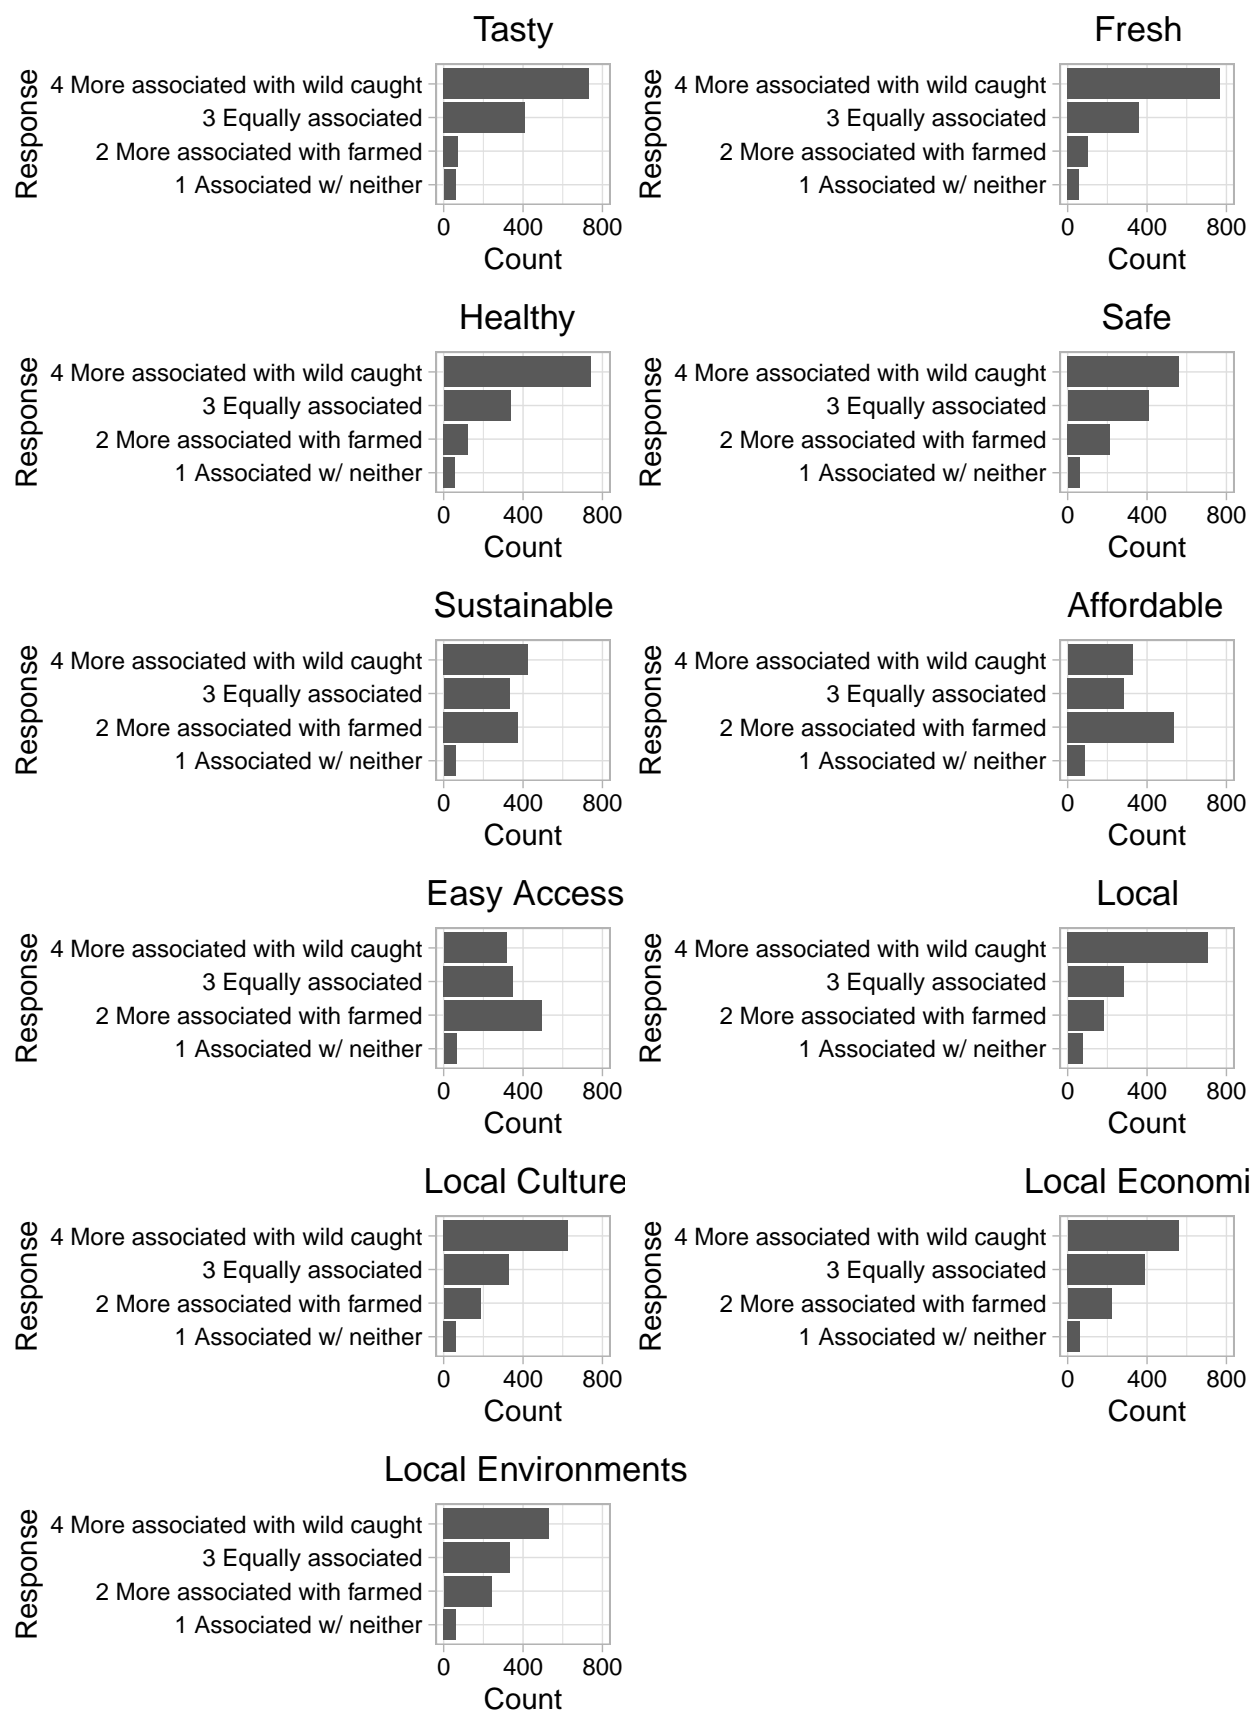 Tasty
Response
4 More associated with wild caught
3 Equally associated
2 More associated with farmed
1 Associated w/ neither
0 400 800
Count
Fresh
Response
4 More associated with wild caught
3 Equally associated
2 More associated with farmed
1 Associated w/ neither
0 400 800
Count
Healthy
Response
4 More associated with wild caught
3 Equally associated
2 More associated with farmed
1 Associated w/ neither
0 400 800
Count
Safe
Response
4 More associated with wild caught
3 Equally associated
2 More associated with farmed
1 Associated w/ neither
0 400 800
Count
Sustainable
Response
4 More associated with wild caught
3 Equally associated
2 More associated with farmed
1 Associated w/ neither
0 400 800
Count
Affordable
Response
4 More associated with wild caught
3 Equally associated
2 More associated with farmed
1 Associated w/ neither
0 400 800
Count
Easy Access
Response
4 More associated with wild caught
3 Equally associated
2 More associated with farmed
1 Associated w/ neither
0 400 800
Count
Local
Response
4 More associated with wild caught
3 Equally associated
2 More associated with farmed
1 Associated w/ neither
0 400 800
Count
Local Culture
Response
4 More associated with wild caught
3 Equally associated
2 More associated with farmed
1 Associated w/ neither
0 400 800
Count
Local Economi
Response
4 More associated with wild caught
3 Equally associated
2 More associated with farmed
1 Associated w/ neither
0 400 800
Count
Local Environments
Response
4 More associated with wild caught
3 Equally associated
2 More associated with farmed
1 Associated w/ neither
0 400 800
Count